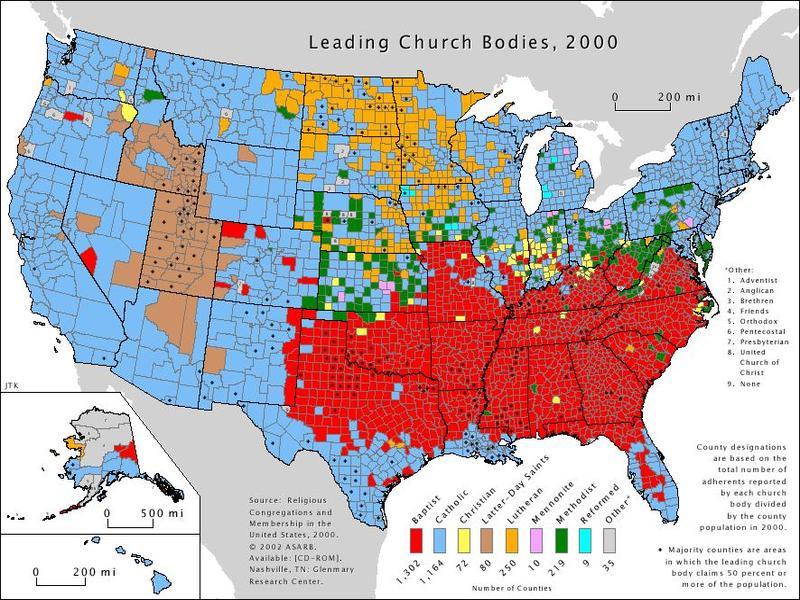 Leading Church Bodies, 2000
0 200 mi
*Other:
1. Adventist
2. Anglican
3. Brethren
4. Friends
5. Orthodox
6. Pentecostal
7. Presbyterian
8. United
Church of
Christ
9. None
JTK
County designations
are based on the
total number of
adherents reported
by each church
body divided
by the county
population in 2000.
Source: Religious
Congregations and
Membership in the
United States, 2000.
© 2002 ASARB.
Available: [CD-ROM].
Nashville, TN: Glenmary
Research Center.
Baptist
Catholic
Christian
Latter-Day Saints
Lutheran
Mennonite
Methodist
Reformed
Other*
1,302
1,164
72
80
250
10
219
9
35
Number of Counties
• Majority counties are areas
in which the leading church
body claims 50 percent or
more of the population.
0 500 mi
0 200 mi